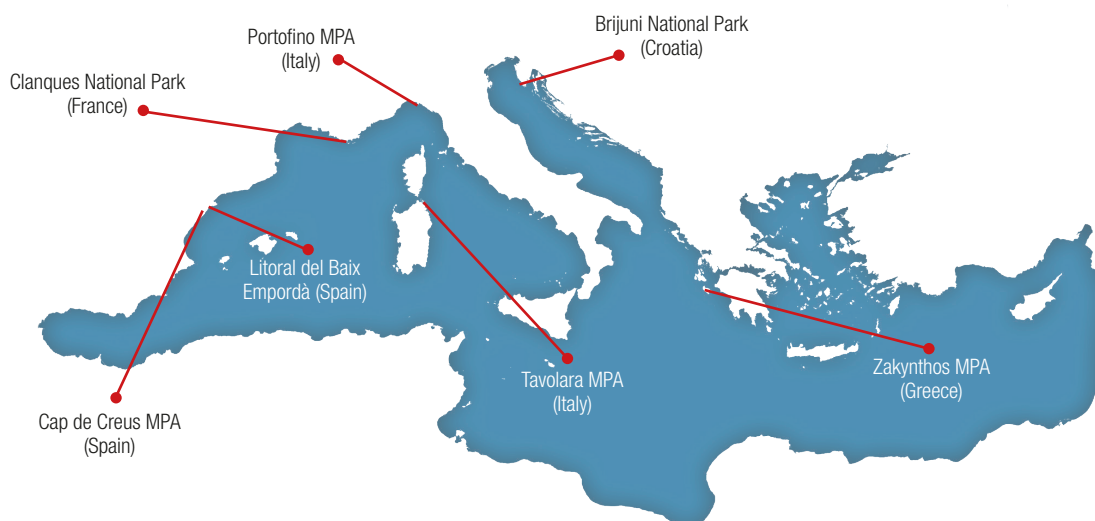 Brijuni National Park
(Croatia)
Portofino MPA
(Italy)
Clanques National Park
(France)
Litoral del Baix
Empordà (Spain)
Tavolara MPA
(Italy)
Zakynthos MPA
(Greece)
Cap de Creus MPA
(Spain)